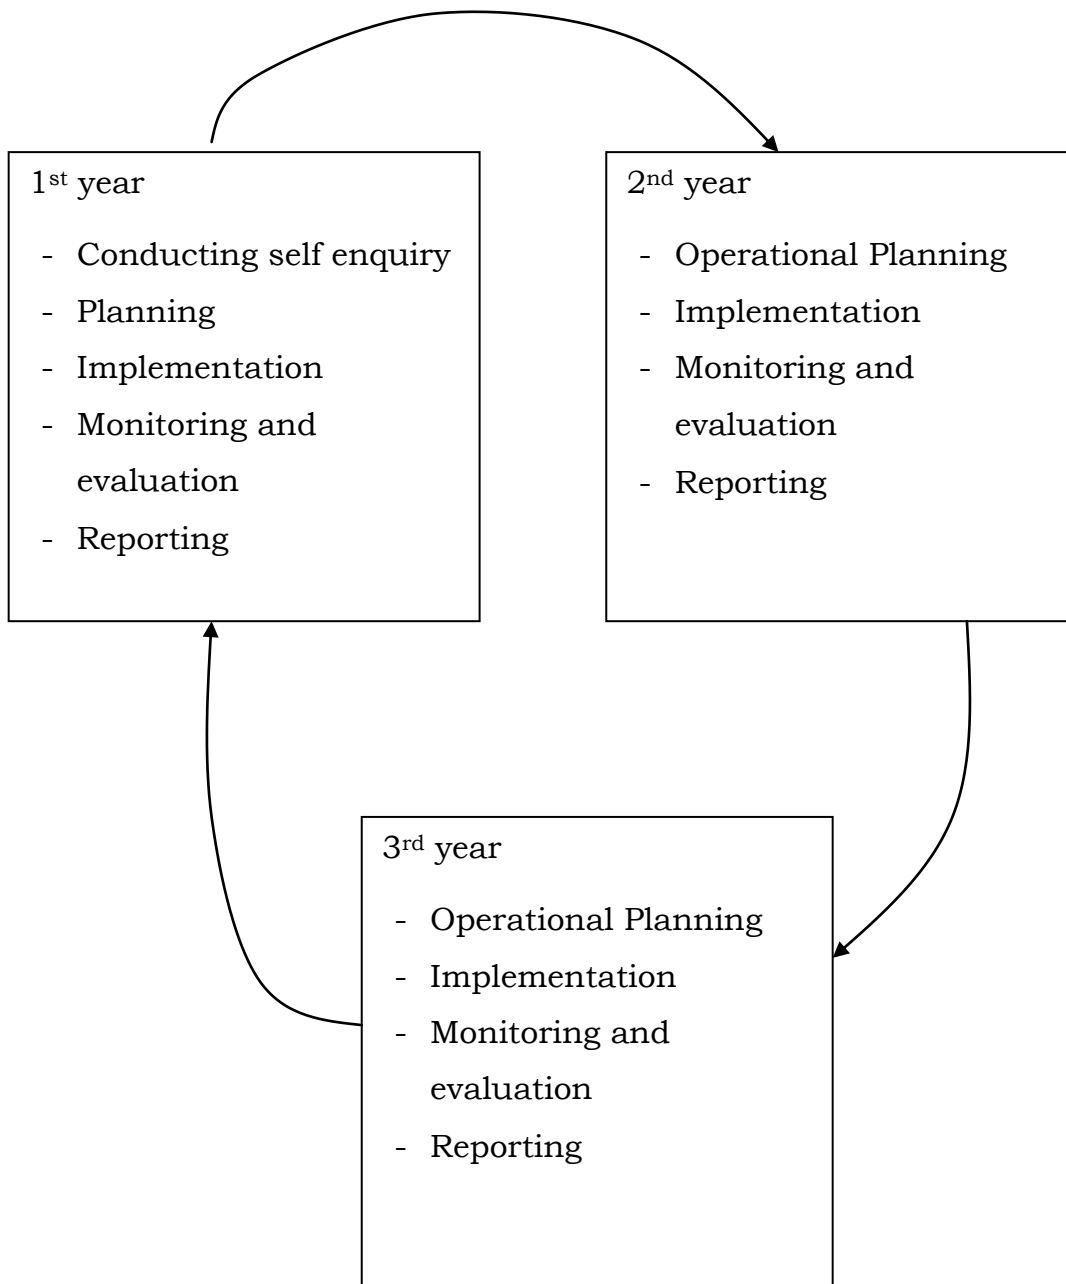 1st year
- Conducting self enquiry
- Planning
- Implementation
- Monitoring and
evaluation
- Reporting
2nd year
- Operational Planning
- Implementation
- Monitoring and
evaluation
- Reporting
3rd year
- Operational Planning
- Implementation
- Monitoring and
evaluation
- Reporting